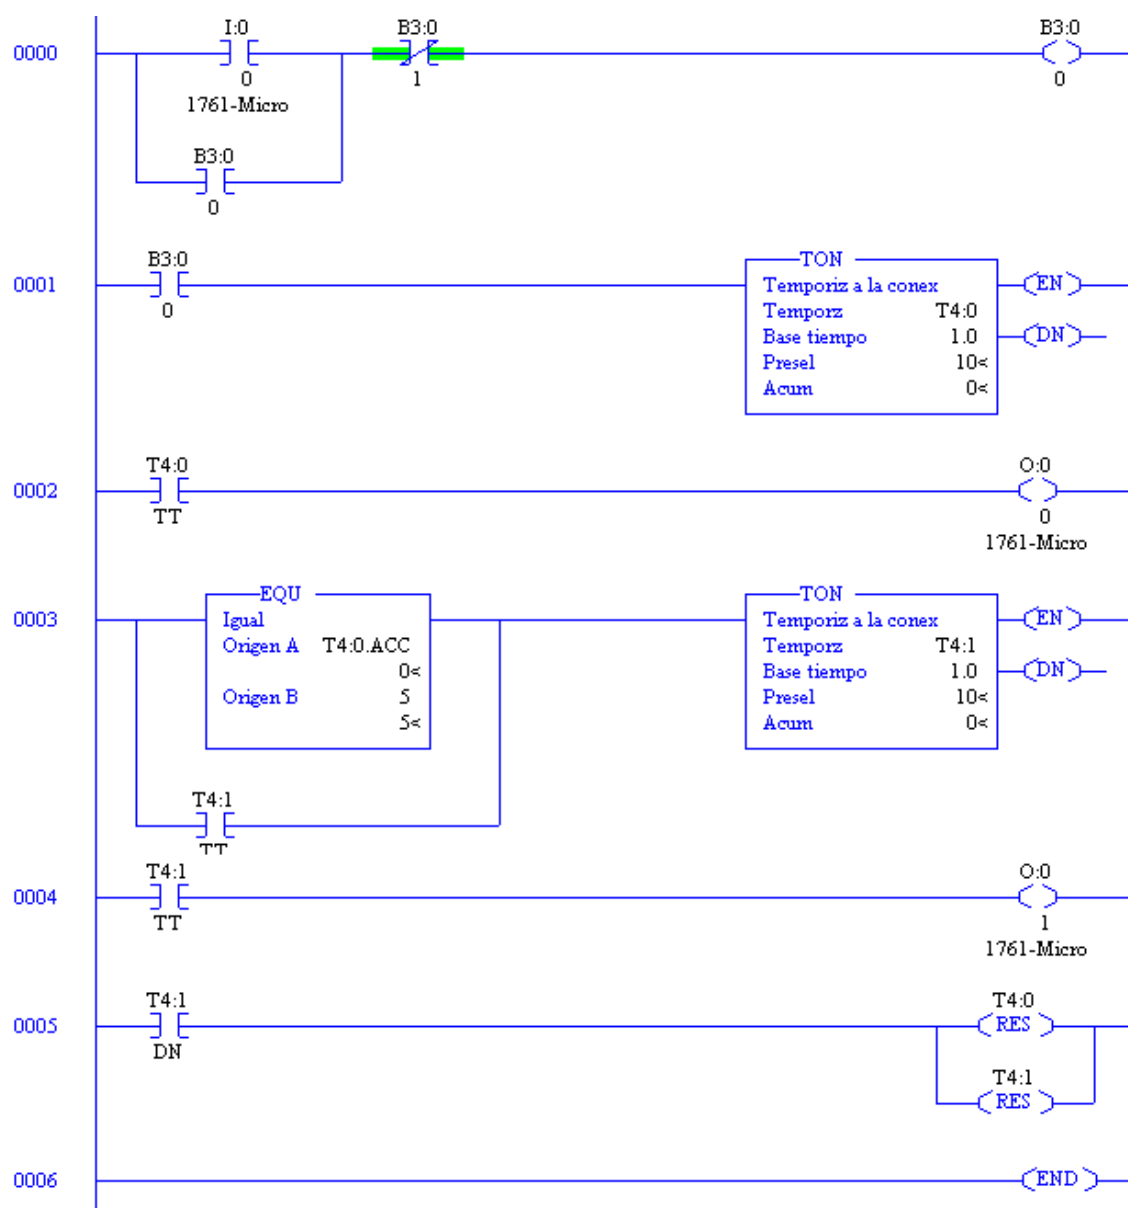 I:0 B3:0 B3:0
0000
0 1 0
1761-Micro
B3:0
0
B3:0 TON
0001 Temporiz a la conex EN
0 Temporz T4:0
Base tiempo 1.0 DN
Presel 10<
Acum 0<
T4:0 O:0
0002
TT 0
1761-Micro
EQU TON
0003 Igual Temporiz a la conex EN
Origen A T4:0.ACC Temporz T4:1
0< Base tiempo 1.0 DN
Origen B 5 Presel 10<
5< Acum 0<
T4:1
TT
T4:1 O:0
0004
TT 1
1761-Micro
T4:1 T4:0
0005 RES
DN
T4:1
RES
0006 END